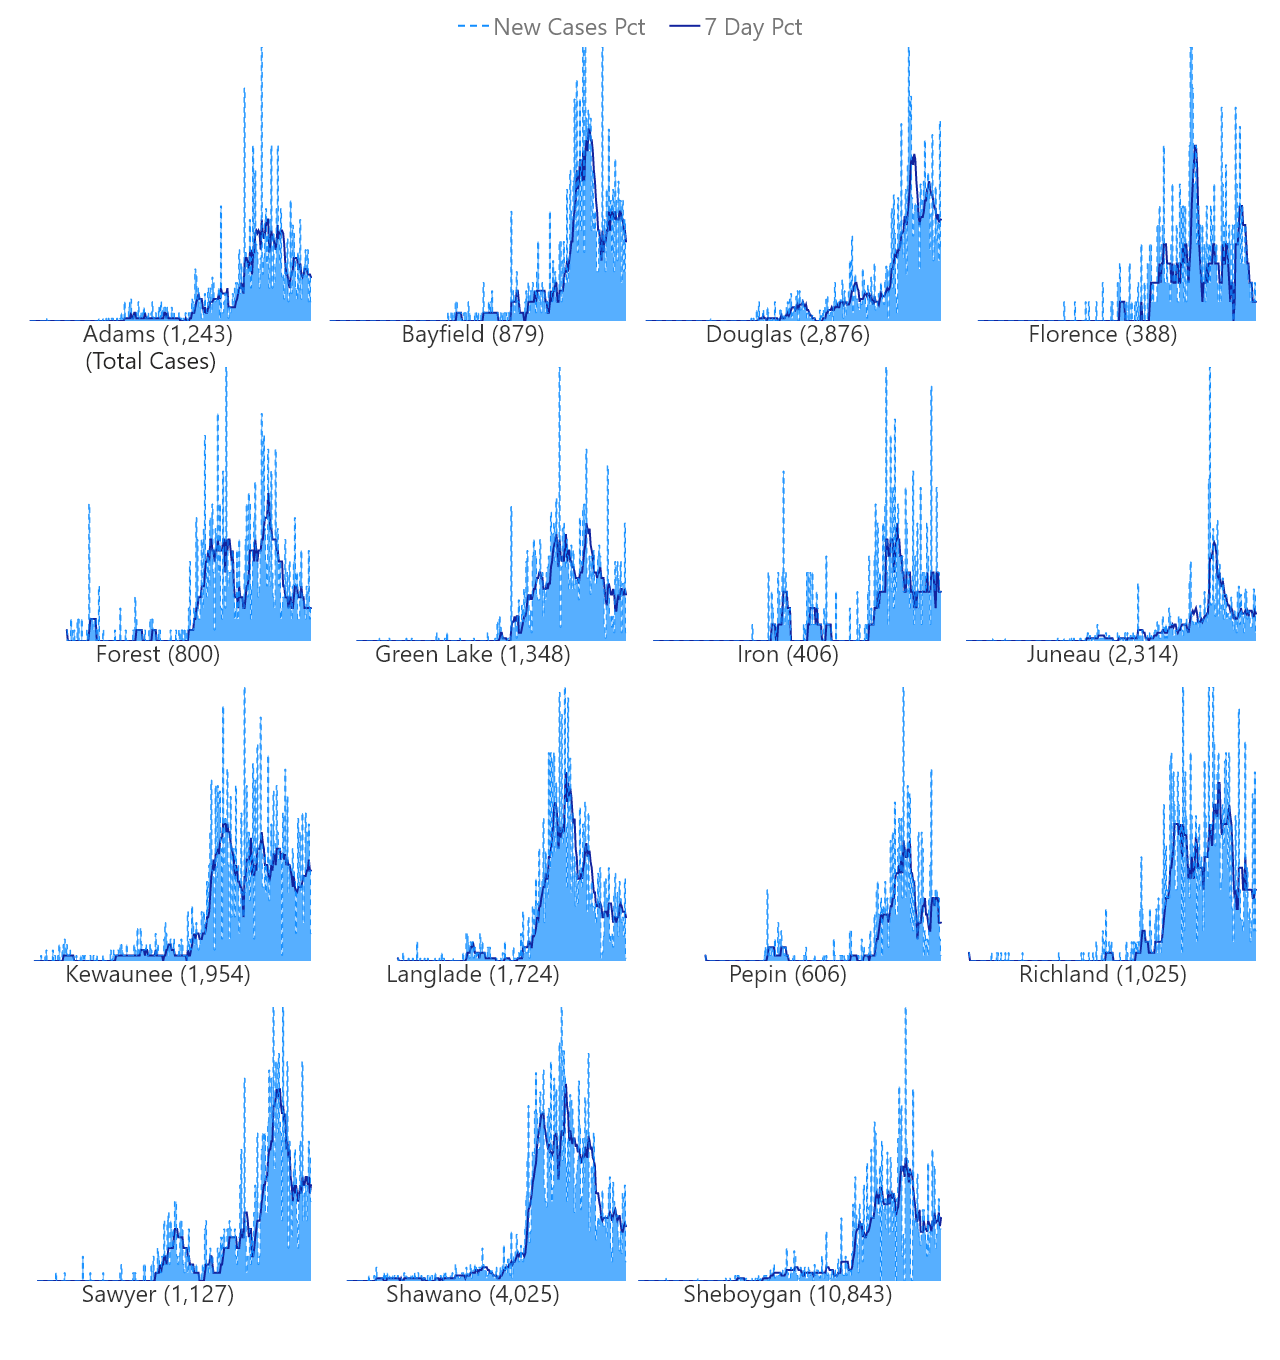 New Cases Pct 7 Day Pct
Adams (1,243) Bayfield (879) Douglas (2,876) Florence (388)
(Total Cases)
Forest (800) Green Lake (1,348) Iron (406) Juneau (2,314)
Kewaunee (1,954) Langlade (1,724) Pepin (606) Richland (1,025)
Sawyer (1,127) Shawano (4,025) Sheboygan (10,843)